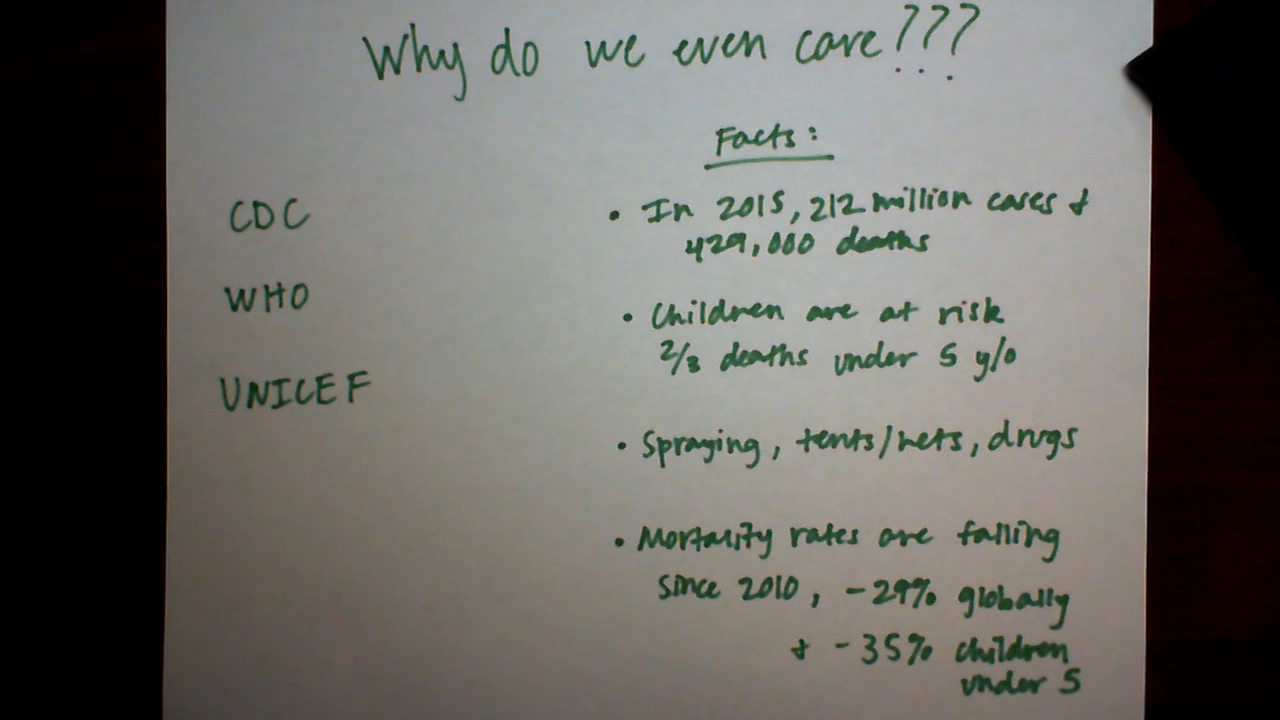 Why do we even care???
CDC
WHO
UNICEF
Facts:
• In 2015, 212 million cases +
429,000 deaths
• Children are at risk
2/3 deaths under 5 y/o
• Spraying, tents/nets, drugs
• Mortality rates are falling
since 2010, -29% globally
+ -35% children
under 5